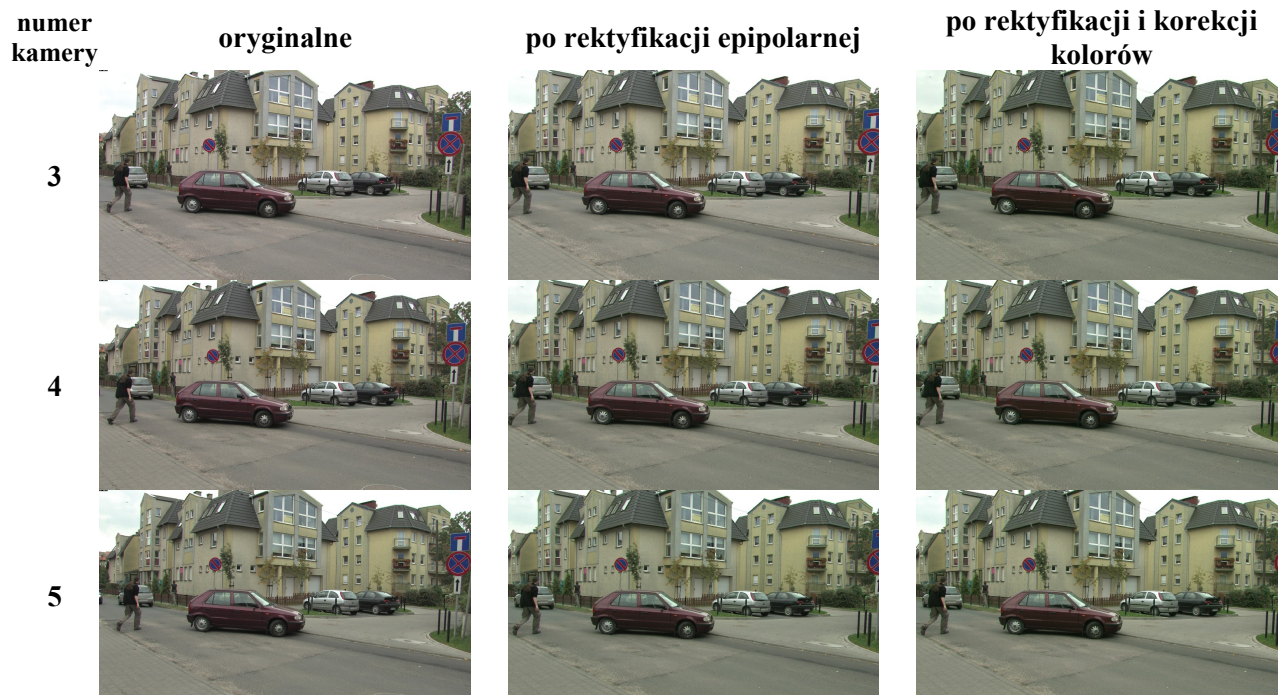 numer
kamery
oryginalne
po rektyfikacji epipolarnej
po rektyfikacji i korekcji
kolorów
3
4
5